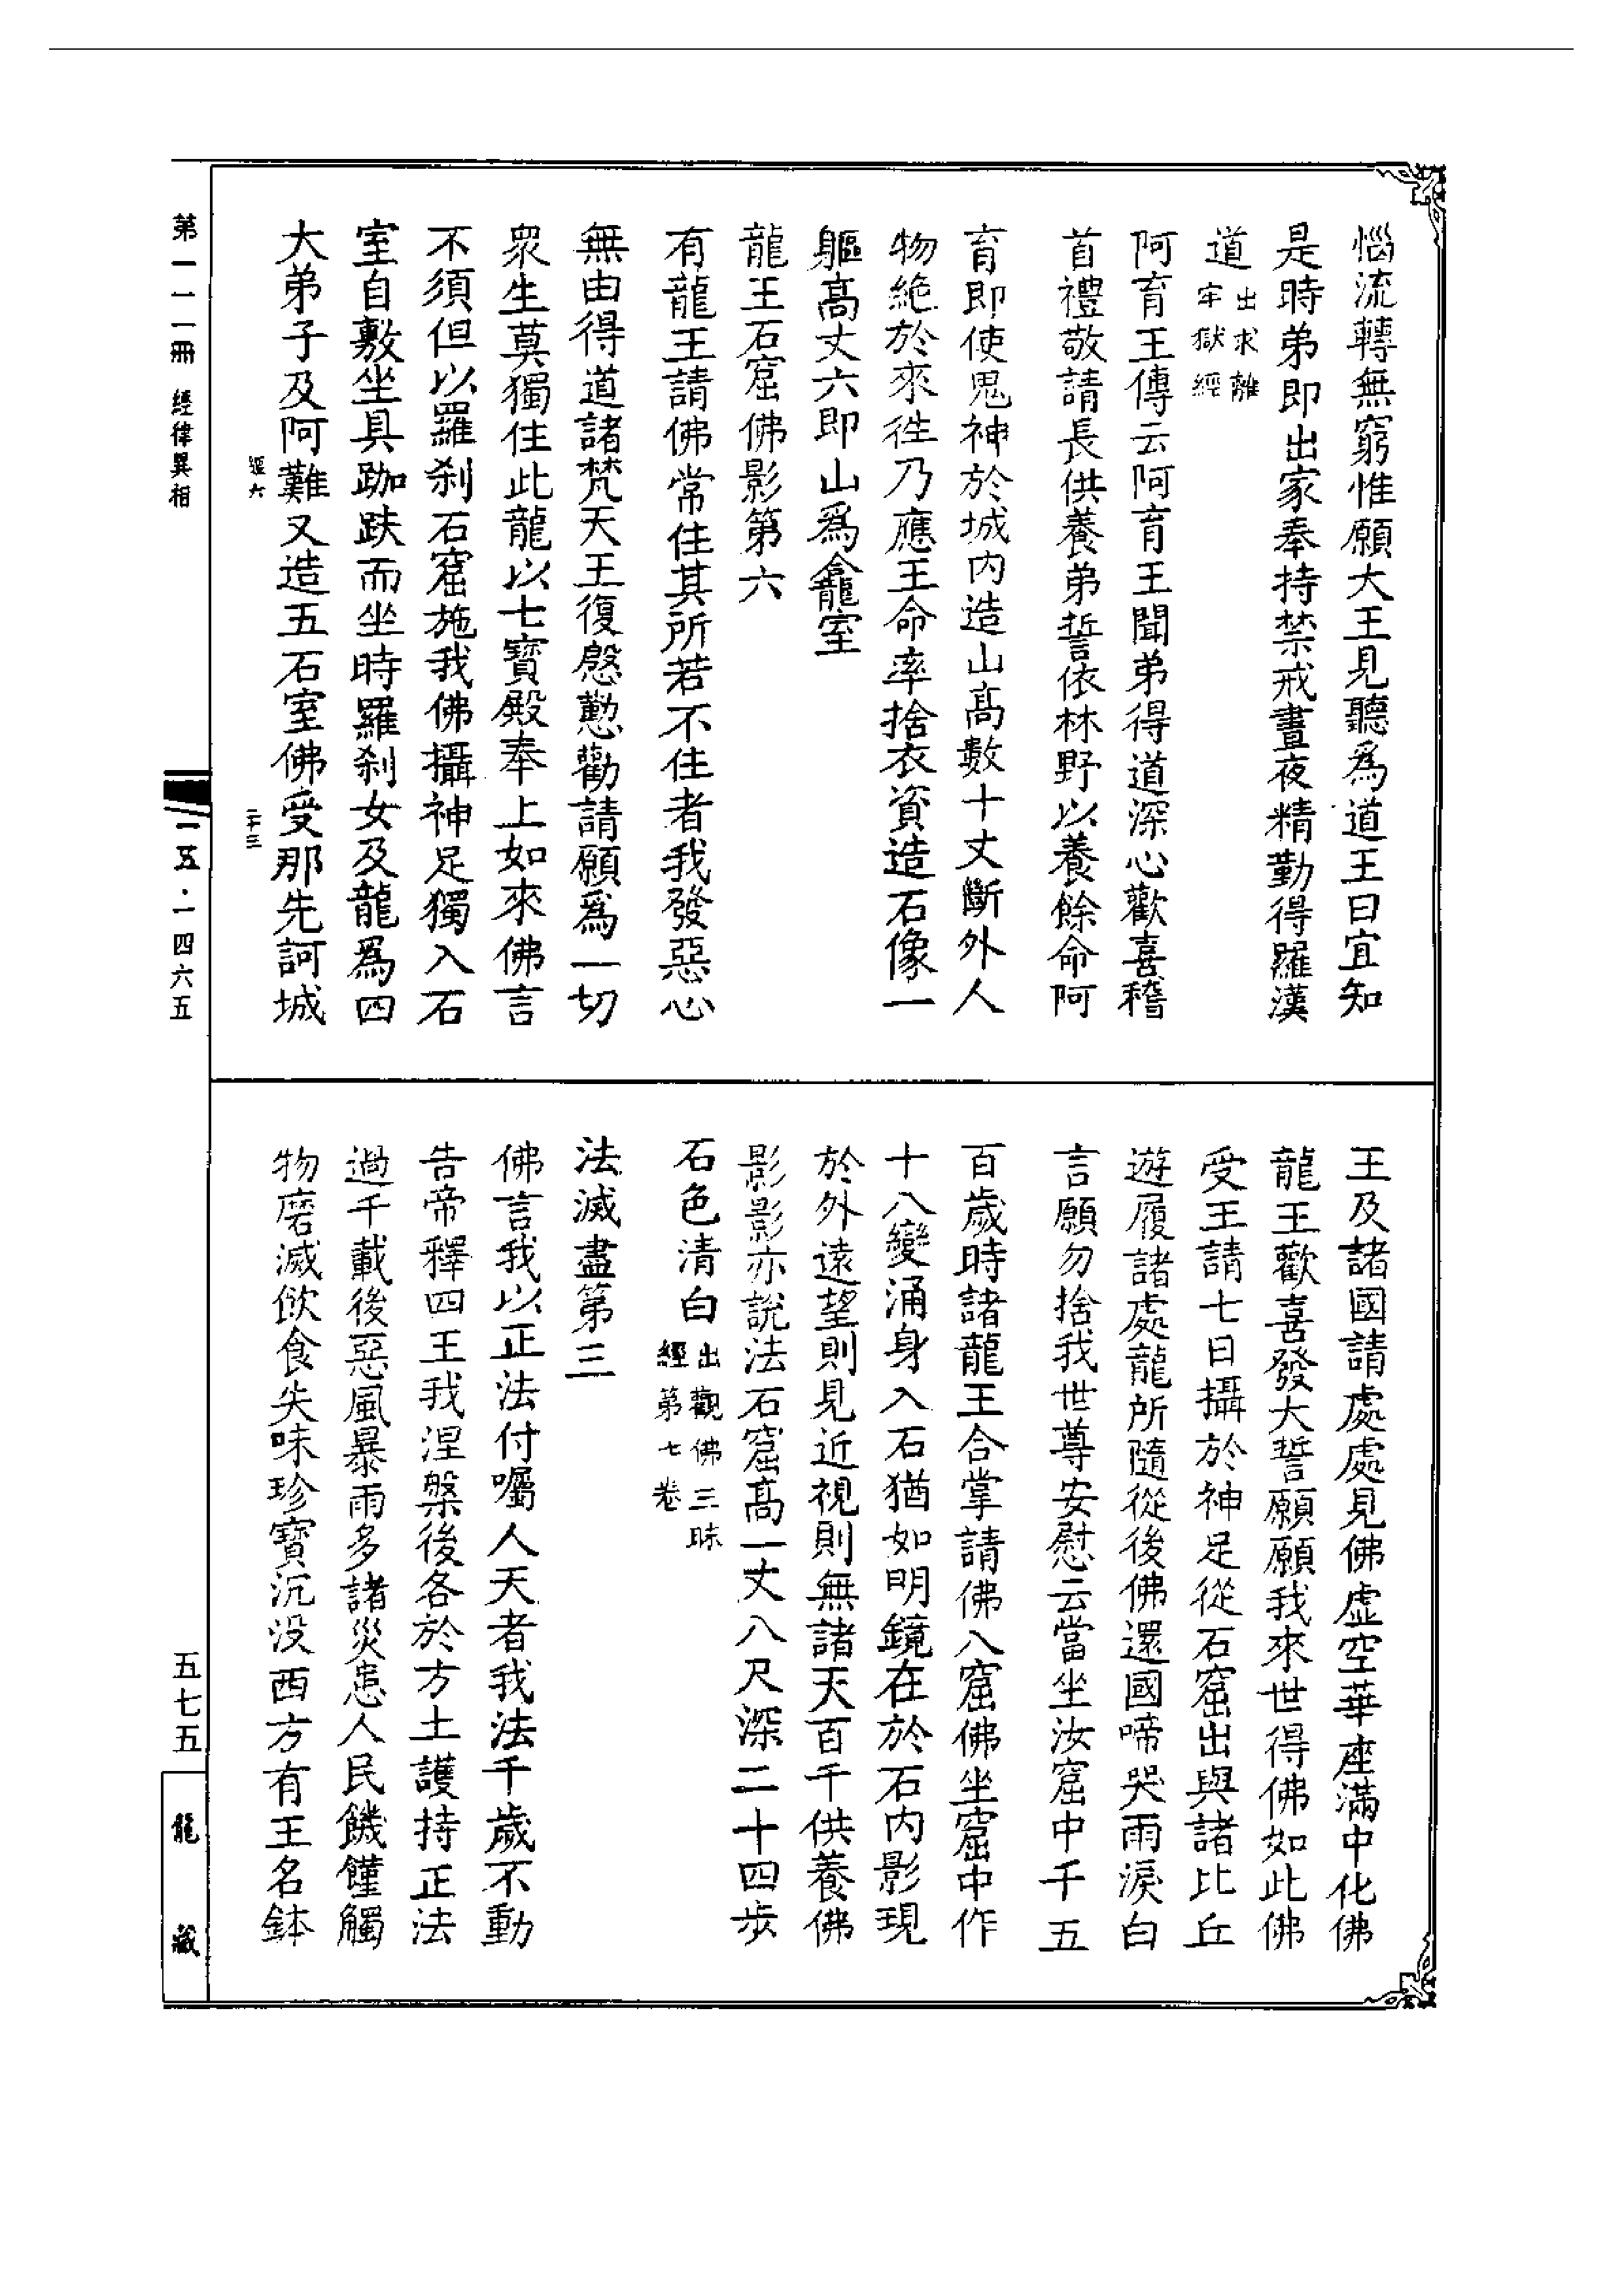 惱流轉無窮惟願大王見聽為道王曰宜知
是時弟即出家奉持禁戒晝夜精勤得羅漢
道出求離牢獄經
阿育王傳云阿育王聞弟得道深心歡喜稽
首禮敬請長供養弟誓依林野以養餘命阿
育即使鬼神於城内造山高數十丈斷外人
物絶於來徃乃應王命率捨衣資造石像一
軀高丈六即山爲龕室
龍王石窟佛影第六
有龍王請佛常住其所若不住者我發惡心
無由得道諸梵天王復慇懃勸請願爲一切
衆生莫獨住此龍以七寶殿奉上如來佛言
不須但以羅刹石窟施我佛攝神足獨入石
室自敷坐具跏趺而坐時羅刹女及龍爲四
大弟子及阿難又造五石室佛受那先訶城
王及諸國請處處見佛虚空華座滿中化佛
龍王歡喜發大誓願願我來世得佛如此佛
受王請七日攝於神足從石窟出與諸比丘
遊履諸處龍所隨從後佛還國啼哭雨淚白
言願勿捨我世尊安慰云當坐汝窟中千五
百歲時諸龍王合掌請佛入窟佛坐窟中作
十八變涌身入石猶如明鏡在於石内影現
於外遠望則見近視則無諸天百千供養佛
影影亦說法石窟高一丈八尺深二十四步
石色清白出觀佛三昧經第七卷
法滅盡第三
佛言我以正法付囑人天者我法千歲不動
告帝釋四王我涅槃後各於方土護持正法
過千載後惡風暴雨多諸災患人民饑饉觸
物磨滅飲食失味珍寶沉没西方有王名鉢
二十三
第一一一冊 經律異相
一五·一四六五
五七五
龍藏